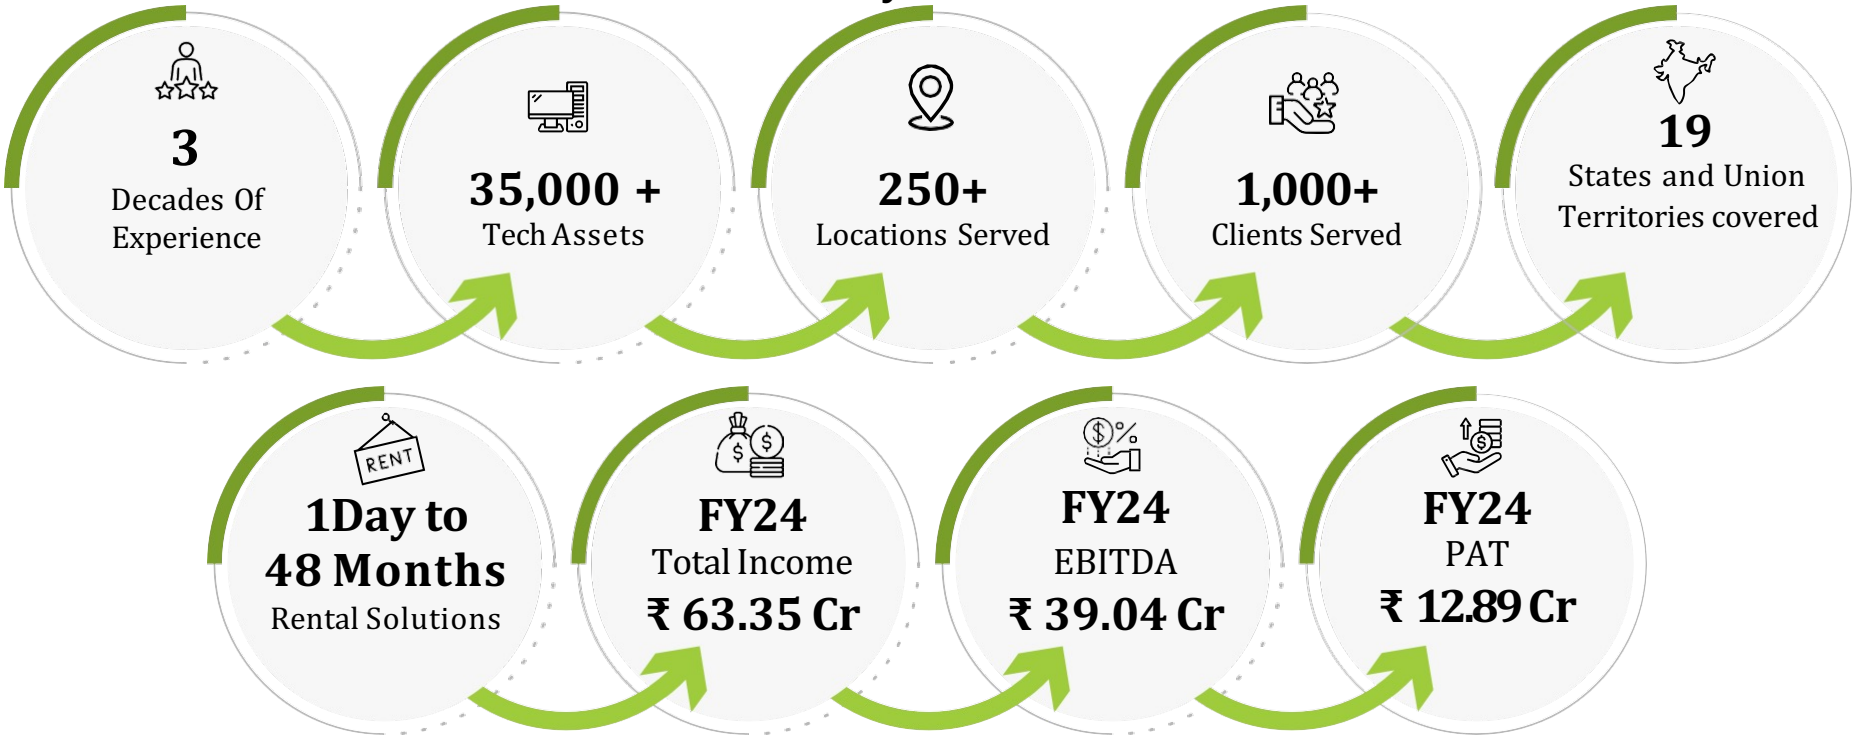 3
Decades Of
Experience
35,000 +
Tech Assets
250+
Locations Served
1,000+
Clients Served
19
States and Union
Territories covered
RENT
1Day to
48 Months
Rental Solutions
$
$
FY24
Total Income
₹ 63.35 Cr
$%
FY24
EBITDA
₹ 39.04 Cr
$
FY24
PAT
₹ 12.89 Cr